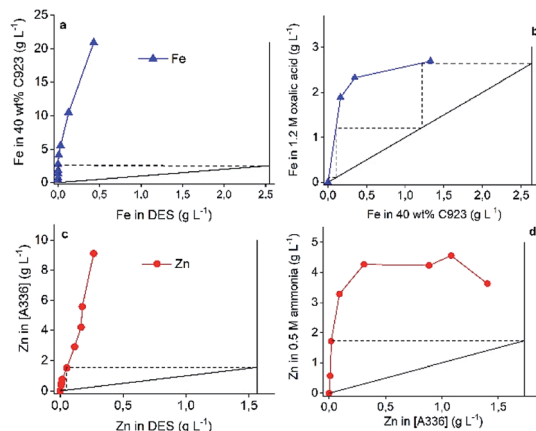 a
Fe in 40 wt% C923 (g L⁻¹)
25
20
15
10
5
0
Fe
0,0 0,5 1,0 1,5 2,0 2,5
Fe in DES (g L⁻¹)
b
Fe in 1.2 M oxalic acid (g L⁻¹)
3
2
1
0
0,0 0,5 1,0 1,5 2,0 2,5
Fe in 40 wt% C923 (g L⁻¹)
c
Zn in [A336] (g L⁻¹)
10
8
6
4
2
0
Zn
0,0 0,5 1,0 1,5
Zn in DES (g L⁻¹)
d
Zn in 0.5 M ammonia (g L⁻¹)
5
4
3
2
1
0
0,0 0,5 1,0 1,5
Zn in [A336] (g L⁻¹)